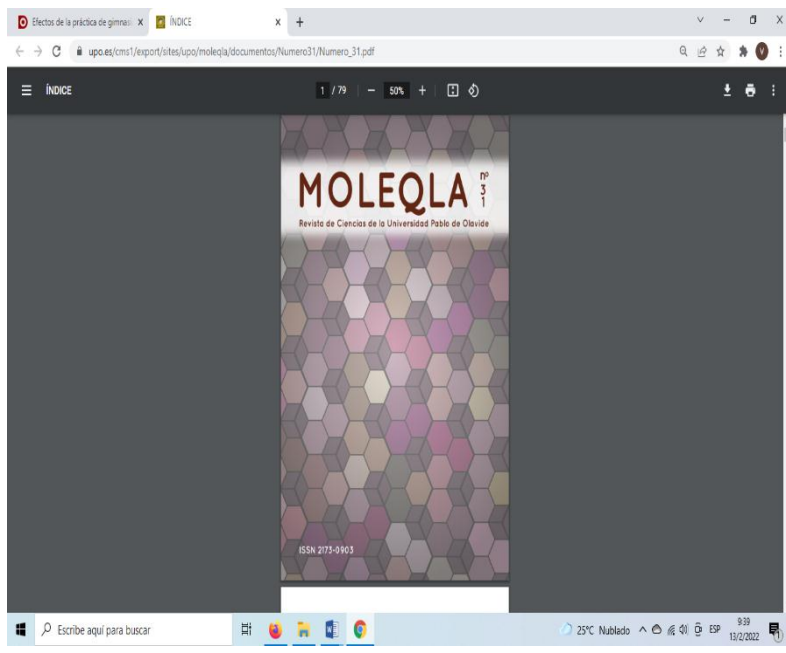 Efectos de la práctica de gimnasi
ÍNDICE
upo.es/cms1/export/sites/upo/moleqla/documentos/Numero31/Numero_31.pdf
V
ÍNDICE
1 / 79
50%
MOLEQLA nº 31
Revista de Ciencias de la Universidad Pablo de Olavide
ISSN 2173-0903
Escribe aquí para buscar
25°C Nublado
ESP
9:39
13/2/2022